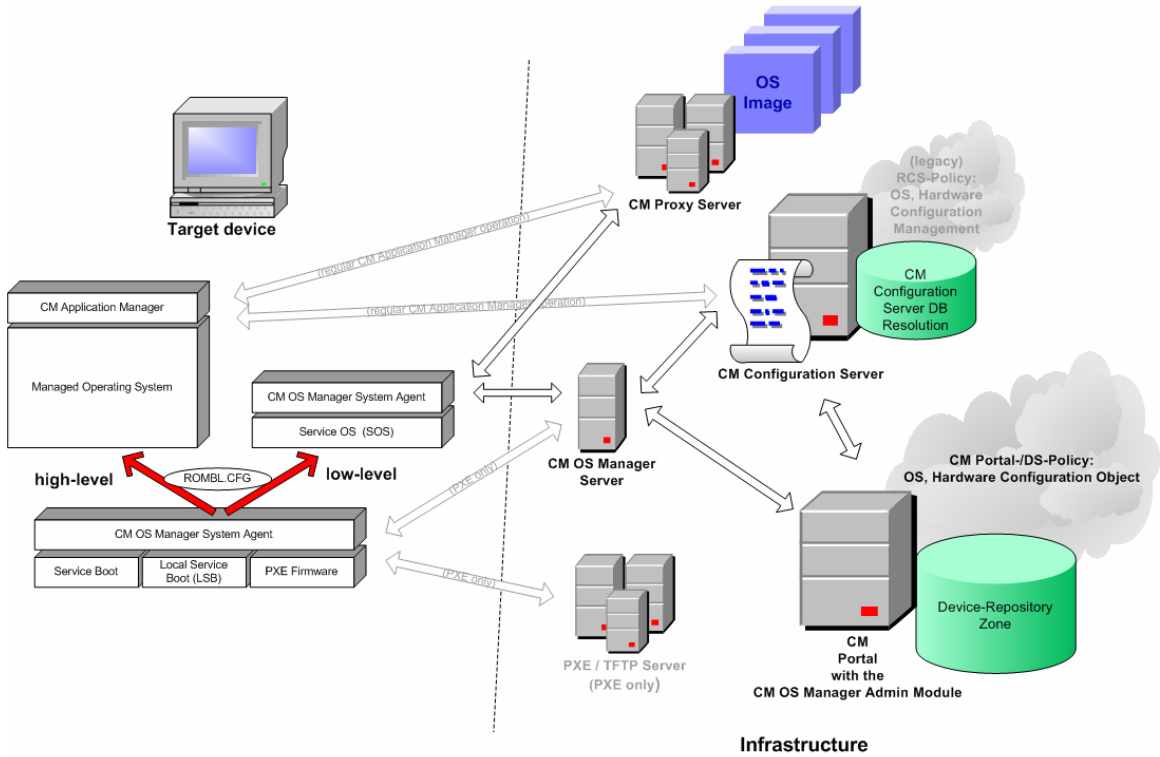 OS
Image
(legacy)
RCS-Policy:
OS, Hardware
Configuration
Management
CM Proxy Server
Target device
(regular CM Application Manager operation)
CM
Configuration
Server DB
Resolution
CM Application Manager
(regular CM Application Manager operation)
CM Configuration Server
Managed Operating System
CM OS Manager System Agent
Service OS (SOS)
CM OS Manager
Server
high-level
ROMBL.CFG
low-level
(PXE only)
CM Portal-/DS-Policy:
OS, Hardware Configuration Object
CM OS Manager System Agent
Service Boot
Local Service
Boot (LSB)
PXE Firmware
(PXE only)
Device-Repository
Zone
PXE / TFTP Server
(PXE only)
CM
Portal
with the
CM OS Manager Admin Module
Infrastructure